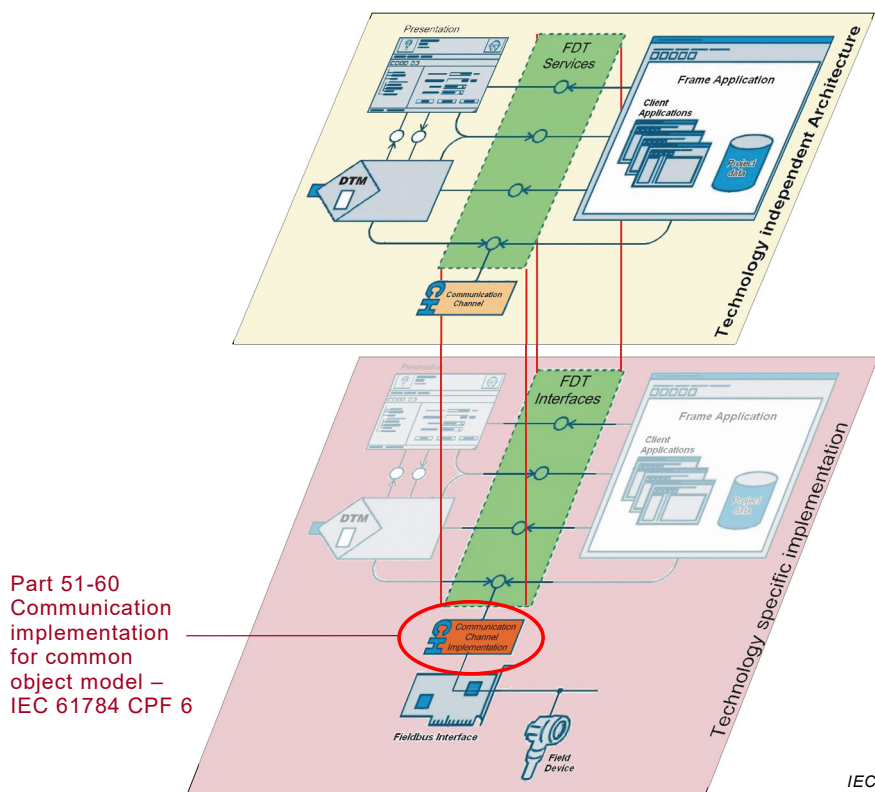 Presentation
FDT
Services
Frame Application
Client
Applications
Project
data
DTM
CH
Communication
Channel
Technology independent Architecture
Presentation
FDT
Interfaces
Frame Application
Client
Applications
Project
data
DTM
CH
Communication
Channel
Implementation
Fieldbus Interface
Field
Device
Technology specific implementation
Part 51-60
Communication
implementation
for common
object model –
IEC 61784 CPF 6
IEC